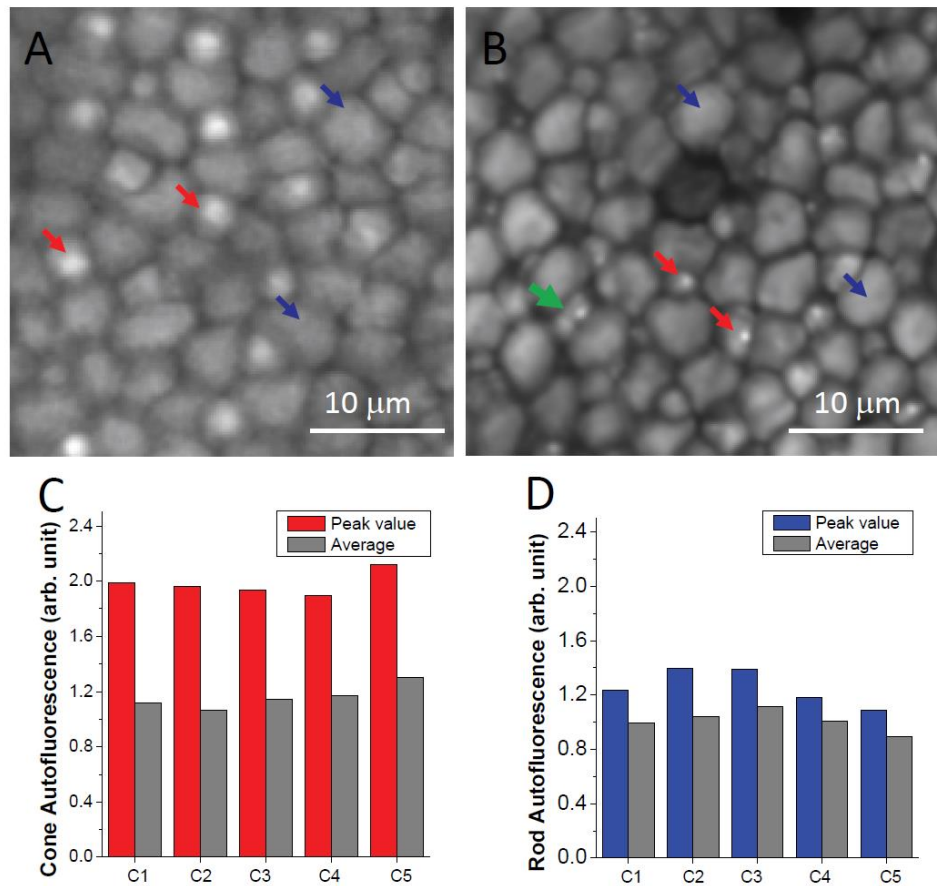 A
B
10 μm
10 μm
C
Cone Autofluorescence (arb. unit)
2.4
2.0
1.6
1.2
0.8
0.4
0.0
Peak value
Average
C1 C2 C3 C4 C5
D
Rod Autofluorescence (arb. unit)
2.4
2.0
1.6
1.2
0.8
0.4
0.0
Peak value
Average
C1 C2 C3 C4 C5